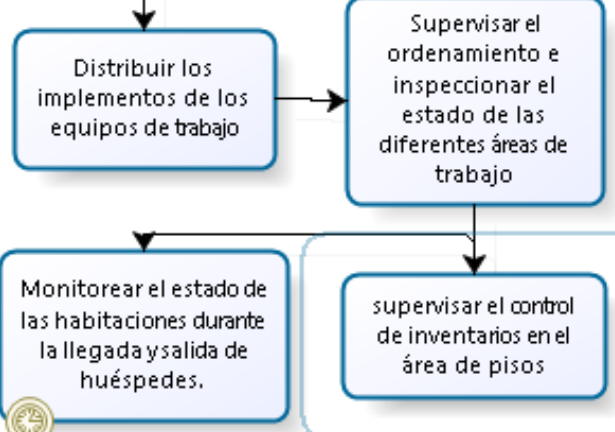 Distribuir los
implementos de los
equipos de trabajo
Supervisar el
ordenamiento e
inspeccionar el
estado de las
diferentes áreas de
trabajo
Monitorear el estado de
las habitaciones durante
la llegada y salida de
huéspedes.
supervisar el control
de inventarios en el
área de pisos